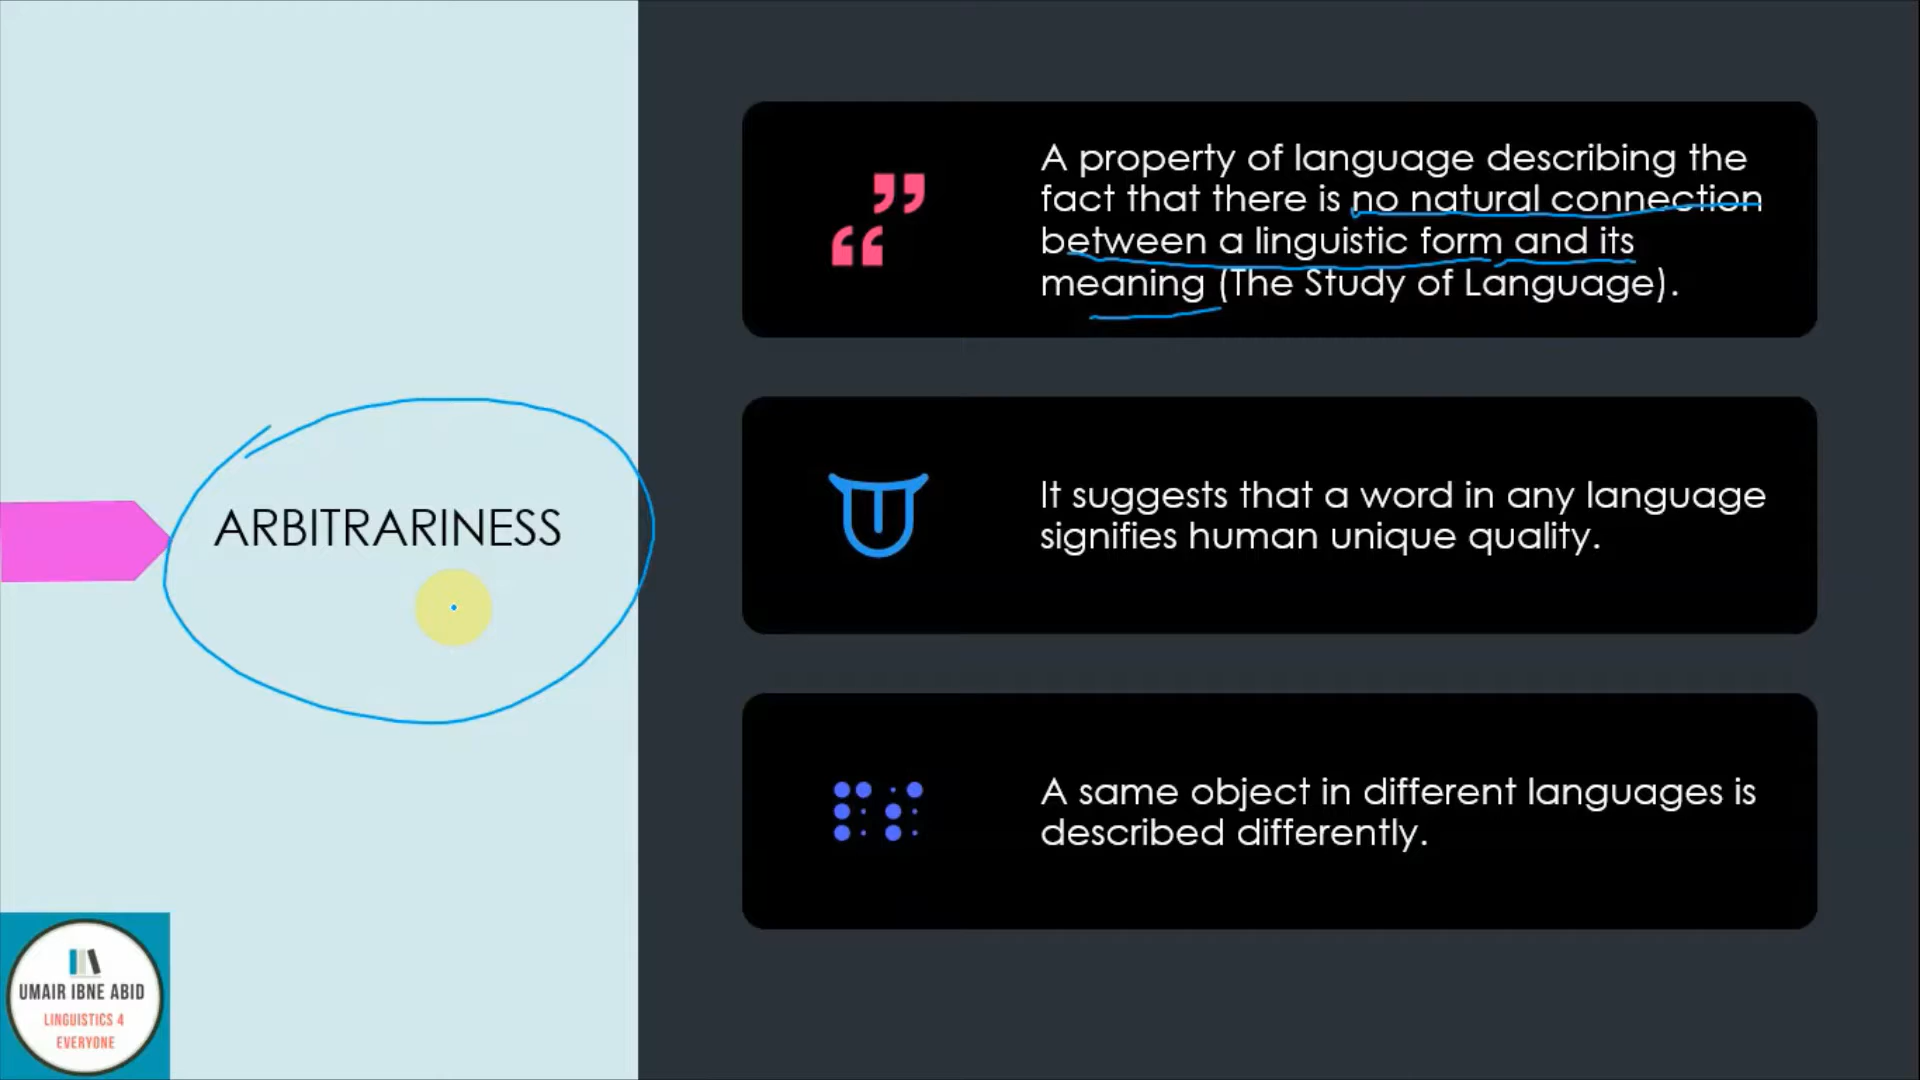 ARBITRARINESS
A property of language describing the
fact that there is no natural connection
between a linguistic form and its
meaning (The Study of Language).
It suggests that a word in any language
signifies human unique quality.
A same object in different languages is
described differently.
UMAIR IBNE ABID
LINGUISTICS 4
EVERYONE